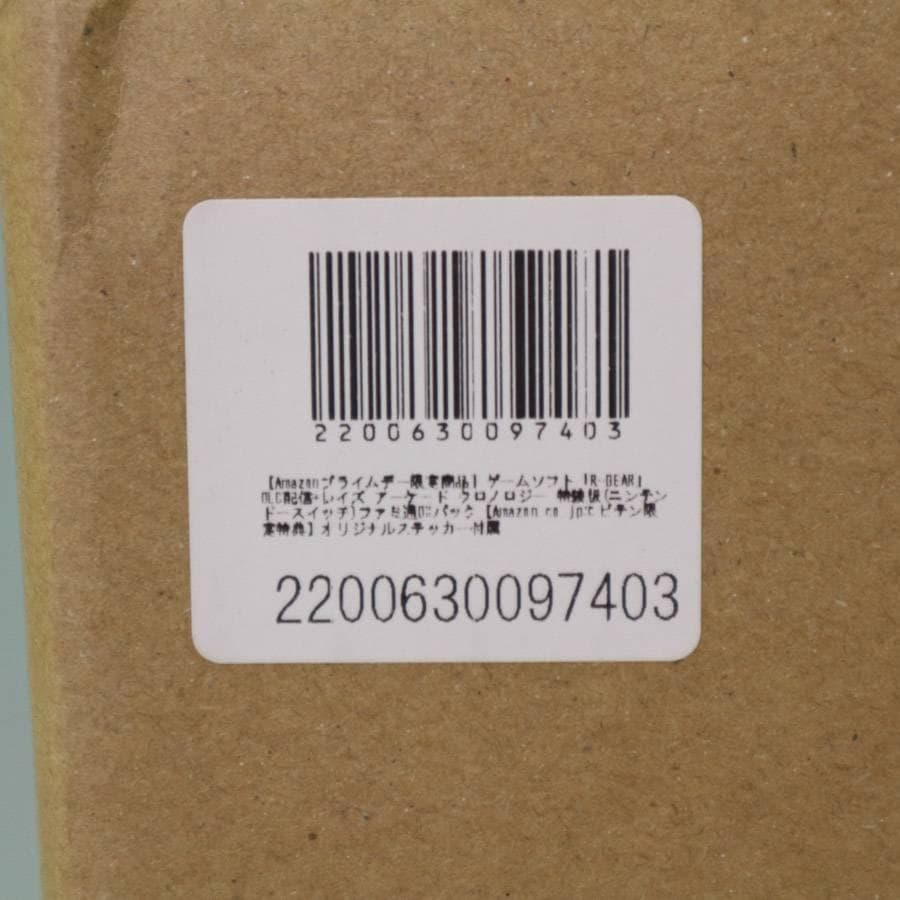 2200630097403
【Amazonプライムデー限定商品】ゲームソフト「R-GEAR」
DLC配信+レイズ アーケード クロノロジー 特装版(ニンテン
ドースイッチ)ファミ通DXパック【Amazon.co.jpでビテン限
定特典】オリジナルステッカー付属
2200630097403